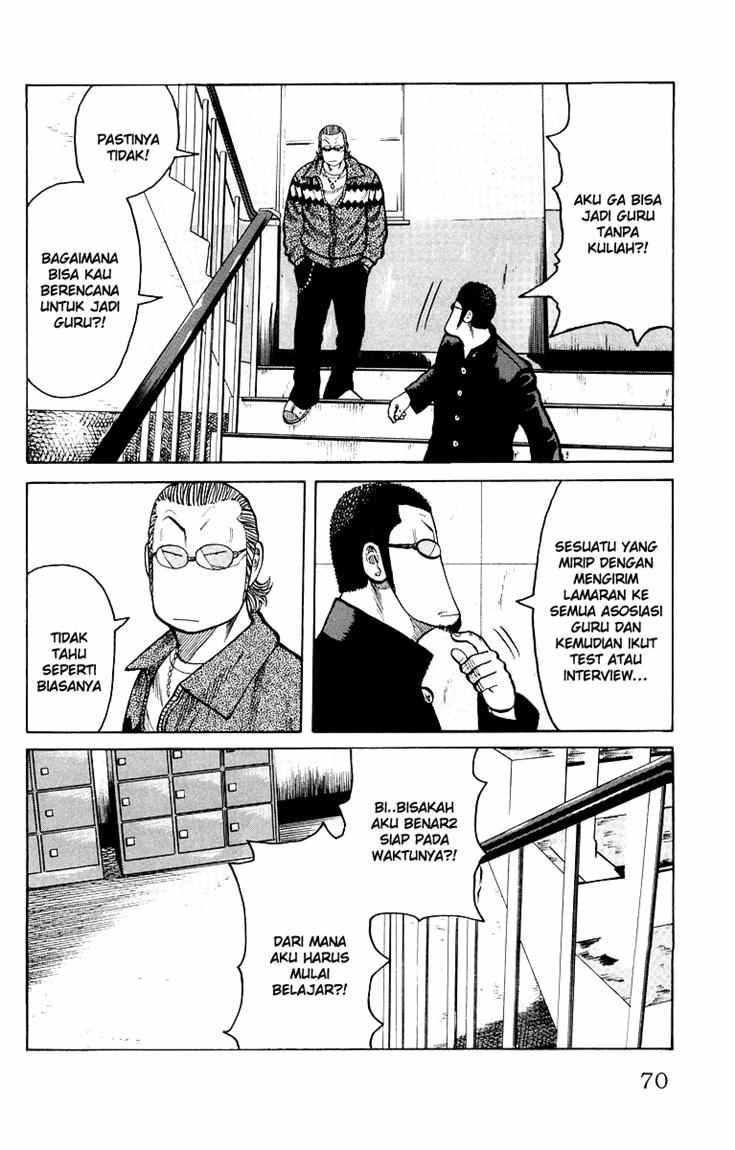 AKU GA BISA
JADI GURU
TANPA
KULIAH?!
PASTINYA
TIDAK!
BAGAIMANA
BISA KAU
BERENCANA
UNTUK JADI
GURU?!
SESUATU YANG
MIRIP DENGAN
MENGIRIM
LAMARAN KE
SEMUA ASOSIASI
GURU DAN
KEMUDIAN IKUT
TEST ATAU
INTERVIEW...
TIDAK
TAHU
SEPERTI
BIASANYA
BI..BISAKAH
AKU BENAR2
SIAP PADA
WAKTUNYA?!
DARI MANA
AKU HARUS
MULAI
BELAJAR?!
70